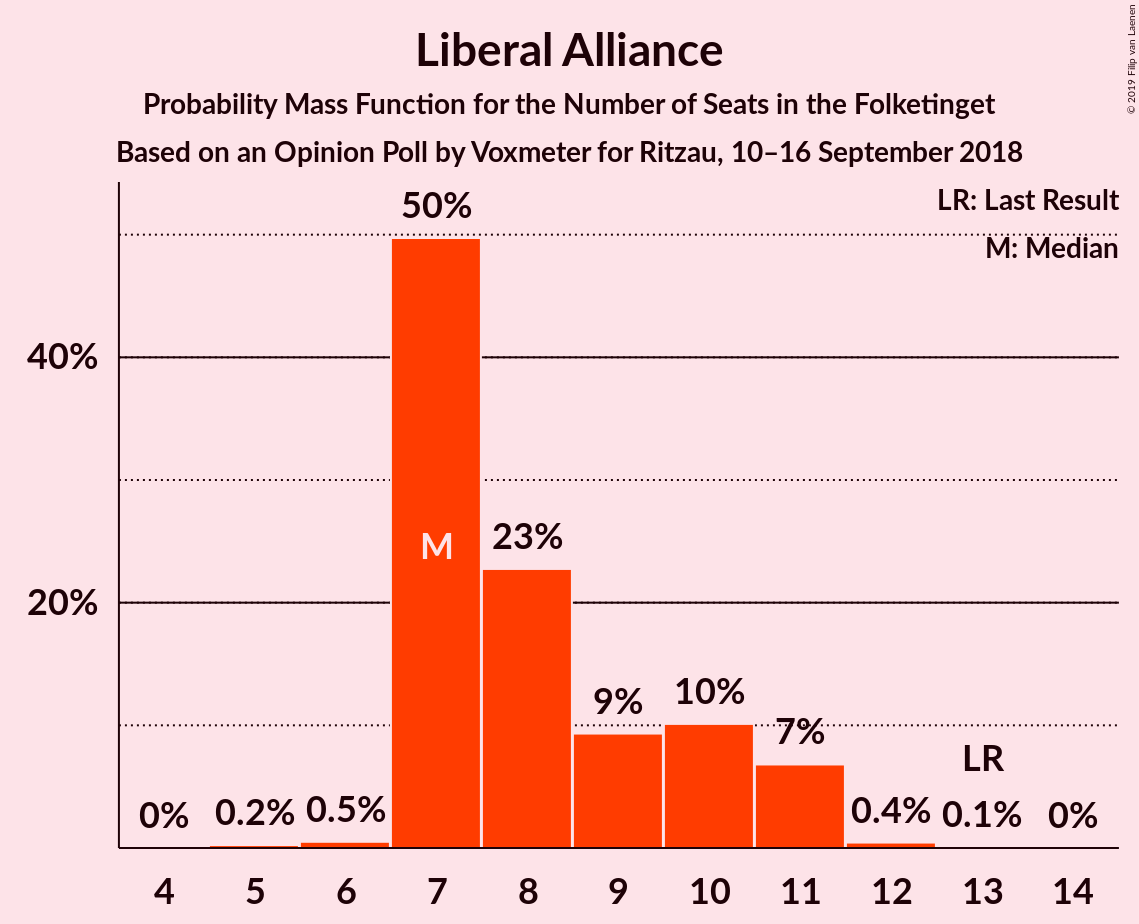 Liberal Alliance
Probability Mass Function for the Number of Seats in the Folketinget
Based on an Opinion Poll by Voxmeter for Ritzau, 10–16 September 2018
© 2019 Filip van Laenen
LR: Last Result
M: Median
40%
20%
0%
0.2%
0.5%
50%
M
23%
9%
10%
7%
0.4%
LR
0.1%
0%
4 5 6 7 8 9 10 11 12 13 14